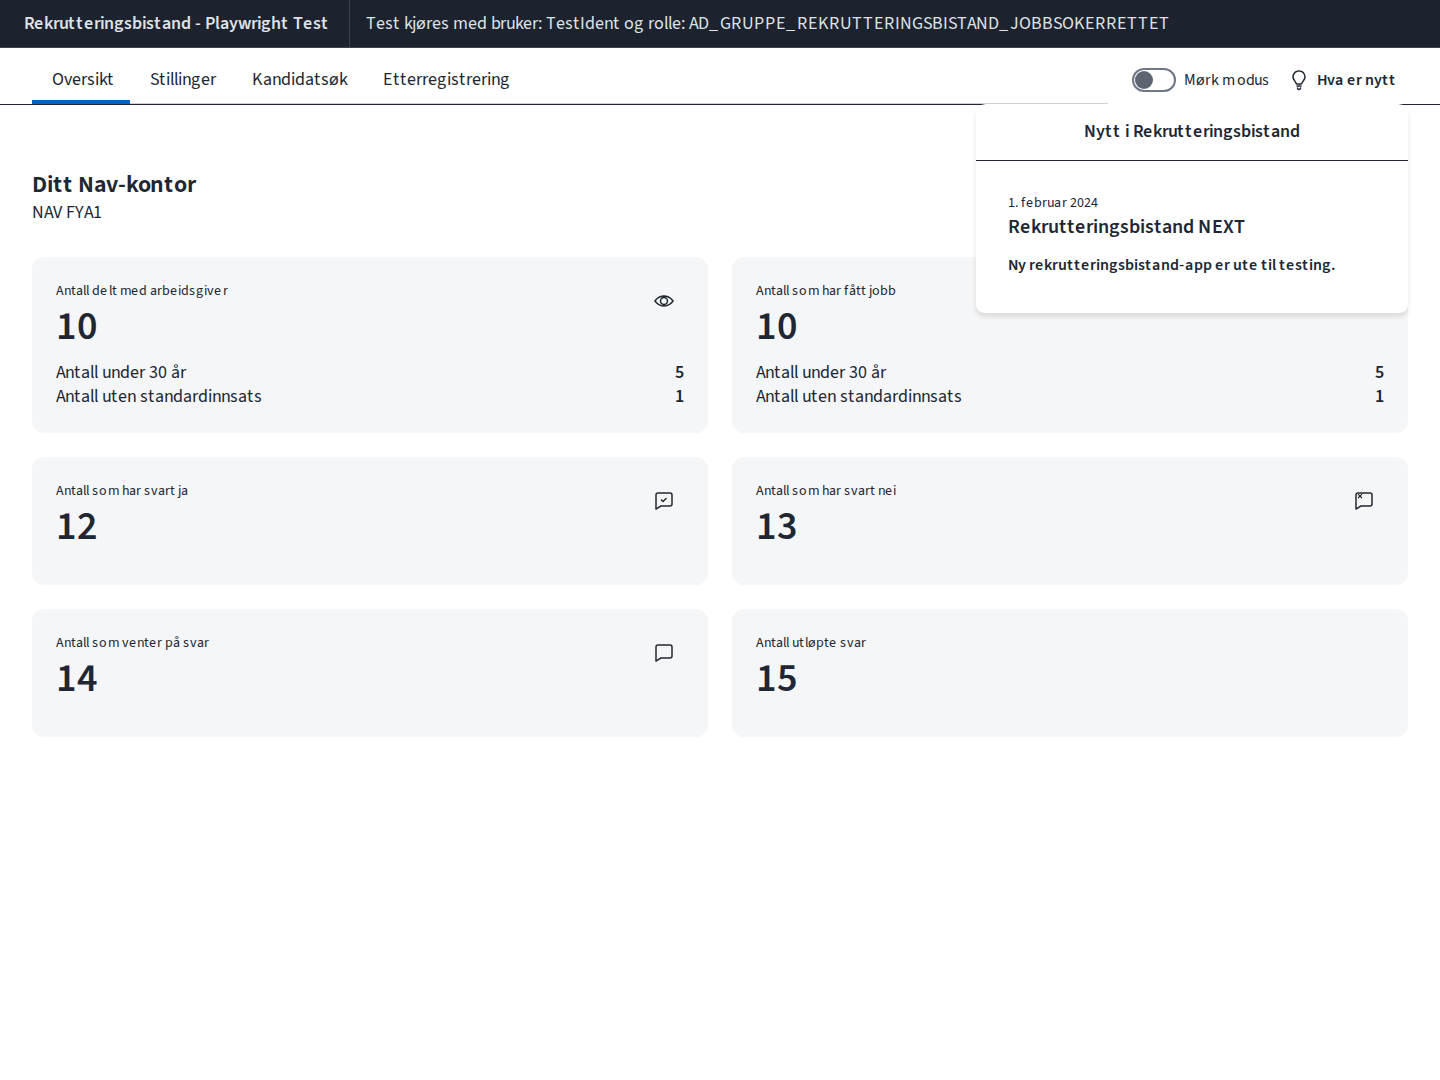 Rekrutteringsbistand - Playwright Test
Test kjøres med bruker: TestIdent og rolle: AD_GRUPPE_REKRUTTERINGSBISTAND_JOBBSOKERRETTET
Oversikt
Stillinger
Kandidatsøk
Etterregistrering
Mørk modus
Hva er nytt
Nytt i Rekrutteringsbistand
1. februar 2024
Rekrutteringsbistand NEXT
Ny rekrutteringsbistand-app er ute til testing.
Ditt Nav-kontor
NAV FYA1
Antall delt med arbeidsgiver
10
Antall under 30 år 5
Antall uten standardinnsats 1
Antall som har fått jobb
10
Antall under 30 år 5
Antall uten standardinnsats 1
Antall som har svart ja
12
Antall som har svart nei
13
Antall som venter på svar
14
Antall utløpte svar
15